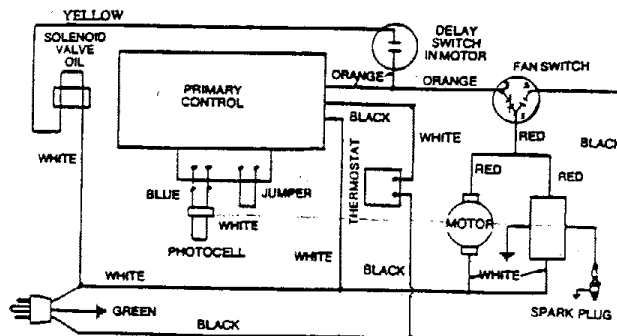 YELLOW
SOLENOID
VALVE
OIL
DELAY
SWITCH
IN MOTOR
FAN SWITCH
PRIMARY
CONTROL
ORANGE
ORANGE
BLACK
WHITE
BLACK
RED
WHITE
RED
RED
BLUE
JUMPER
THERMOSTAT
WHITE
PHOTOCELL
MOTOR
WHITE
WHITE
BLACK
WHITE
GREEN
SPARK PLUG
BLACK